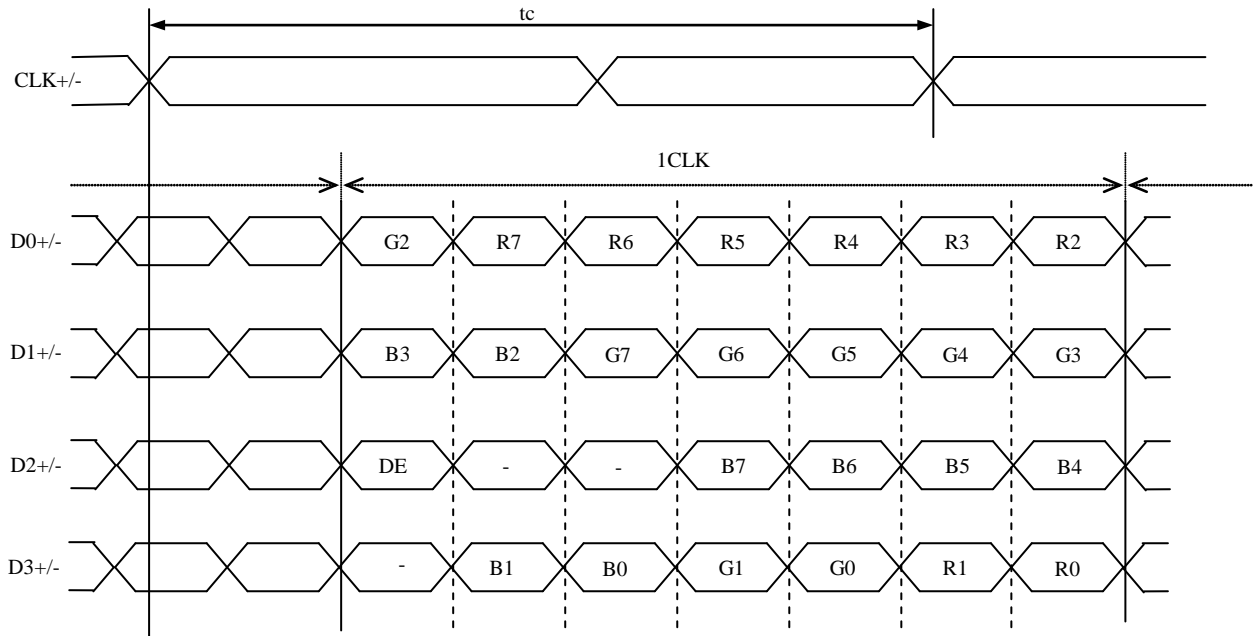 tc
CLK+/-
1CLK
D0+/- G2 R7 R6 R5 R4 R3 R2
D1+/- B3 B2 G7 G6 G5 G4 G3
D2+/- DE - - B7 B6 B5 B4
D3+/- - B1 B0 G1 G0 R1 R0